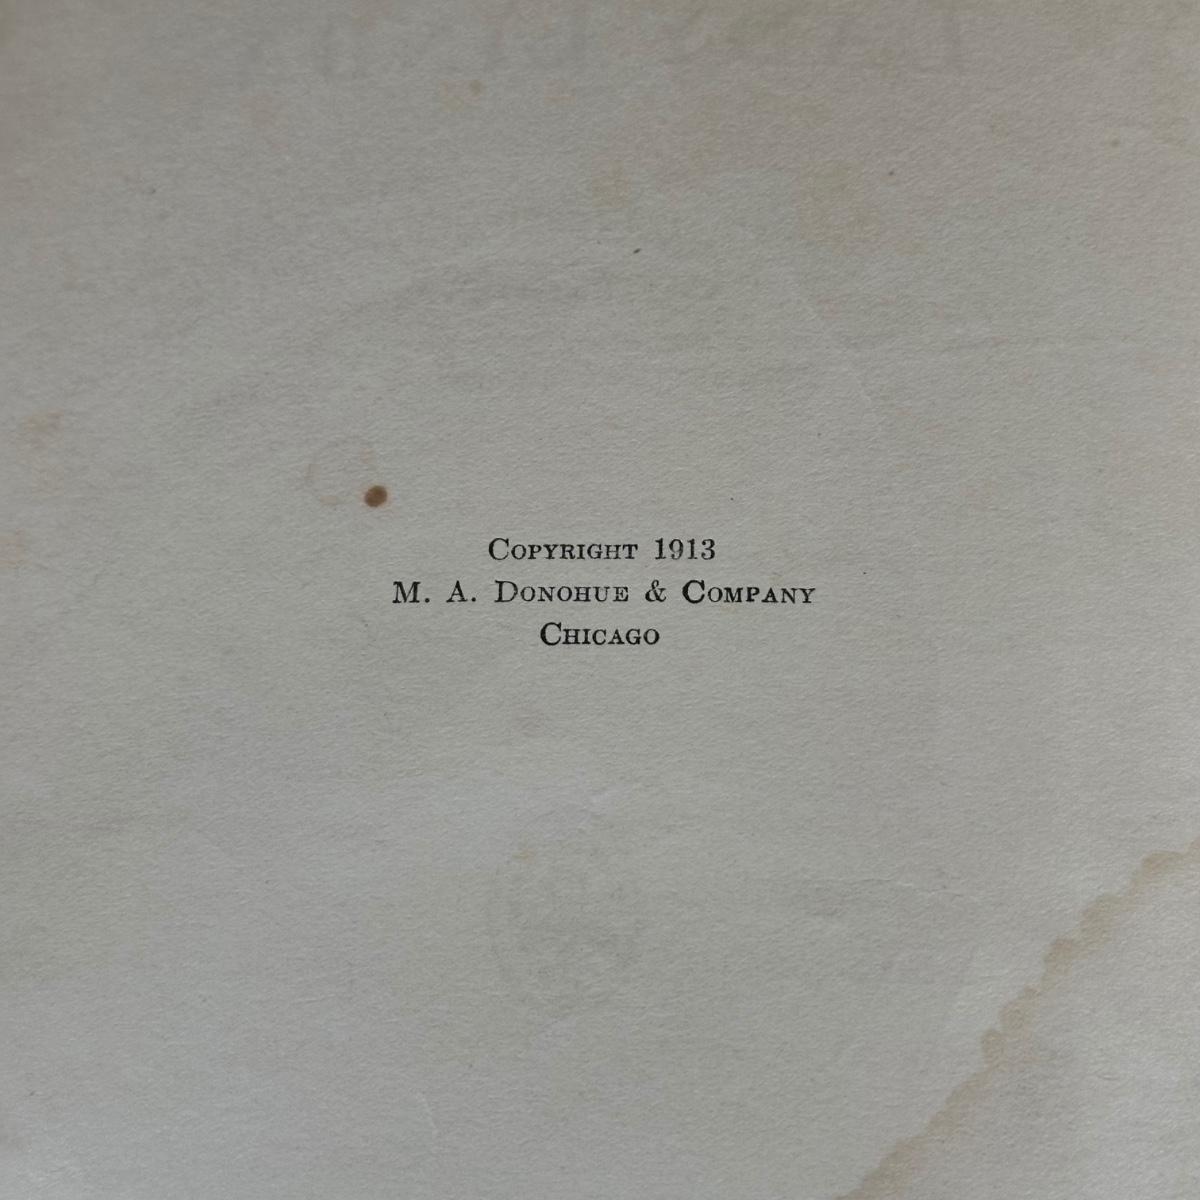 Copyright 1913
M. A. Donohue & Company
Chicago